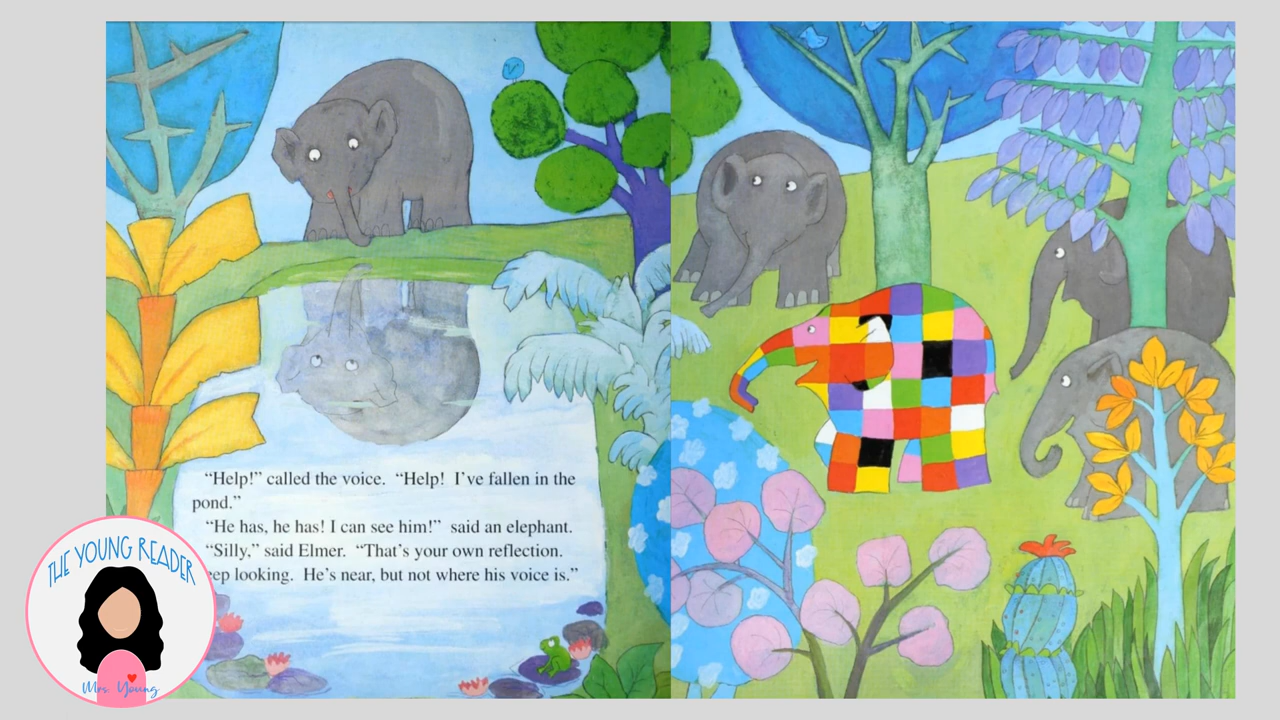 “Help!” called the voice. “Help! I’ve fallen in the
pond.”
“He has, he has! I can see him!” said an elephant.
“Silly,” said Elmer. “That’s your own reflection.
looking. He’s near, but not where his voice is.”
THE YOUNG READER
Mrs Young